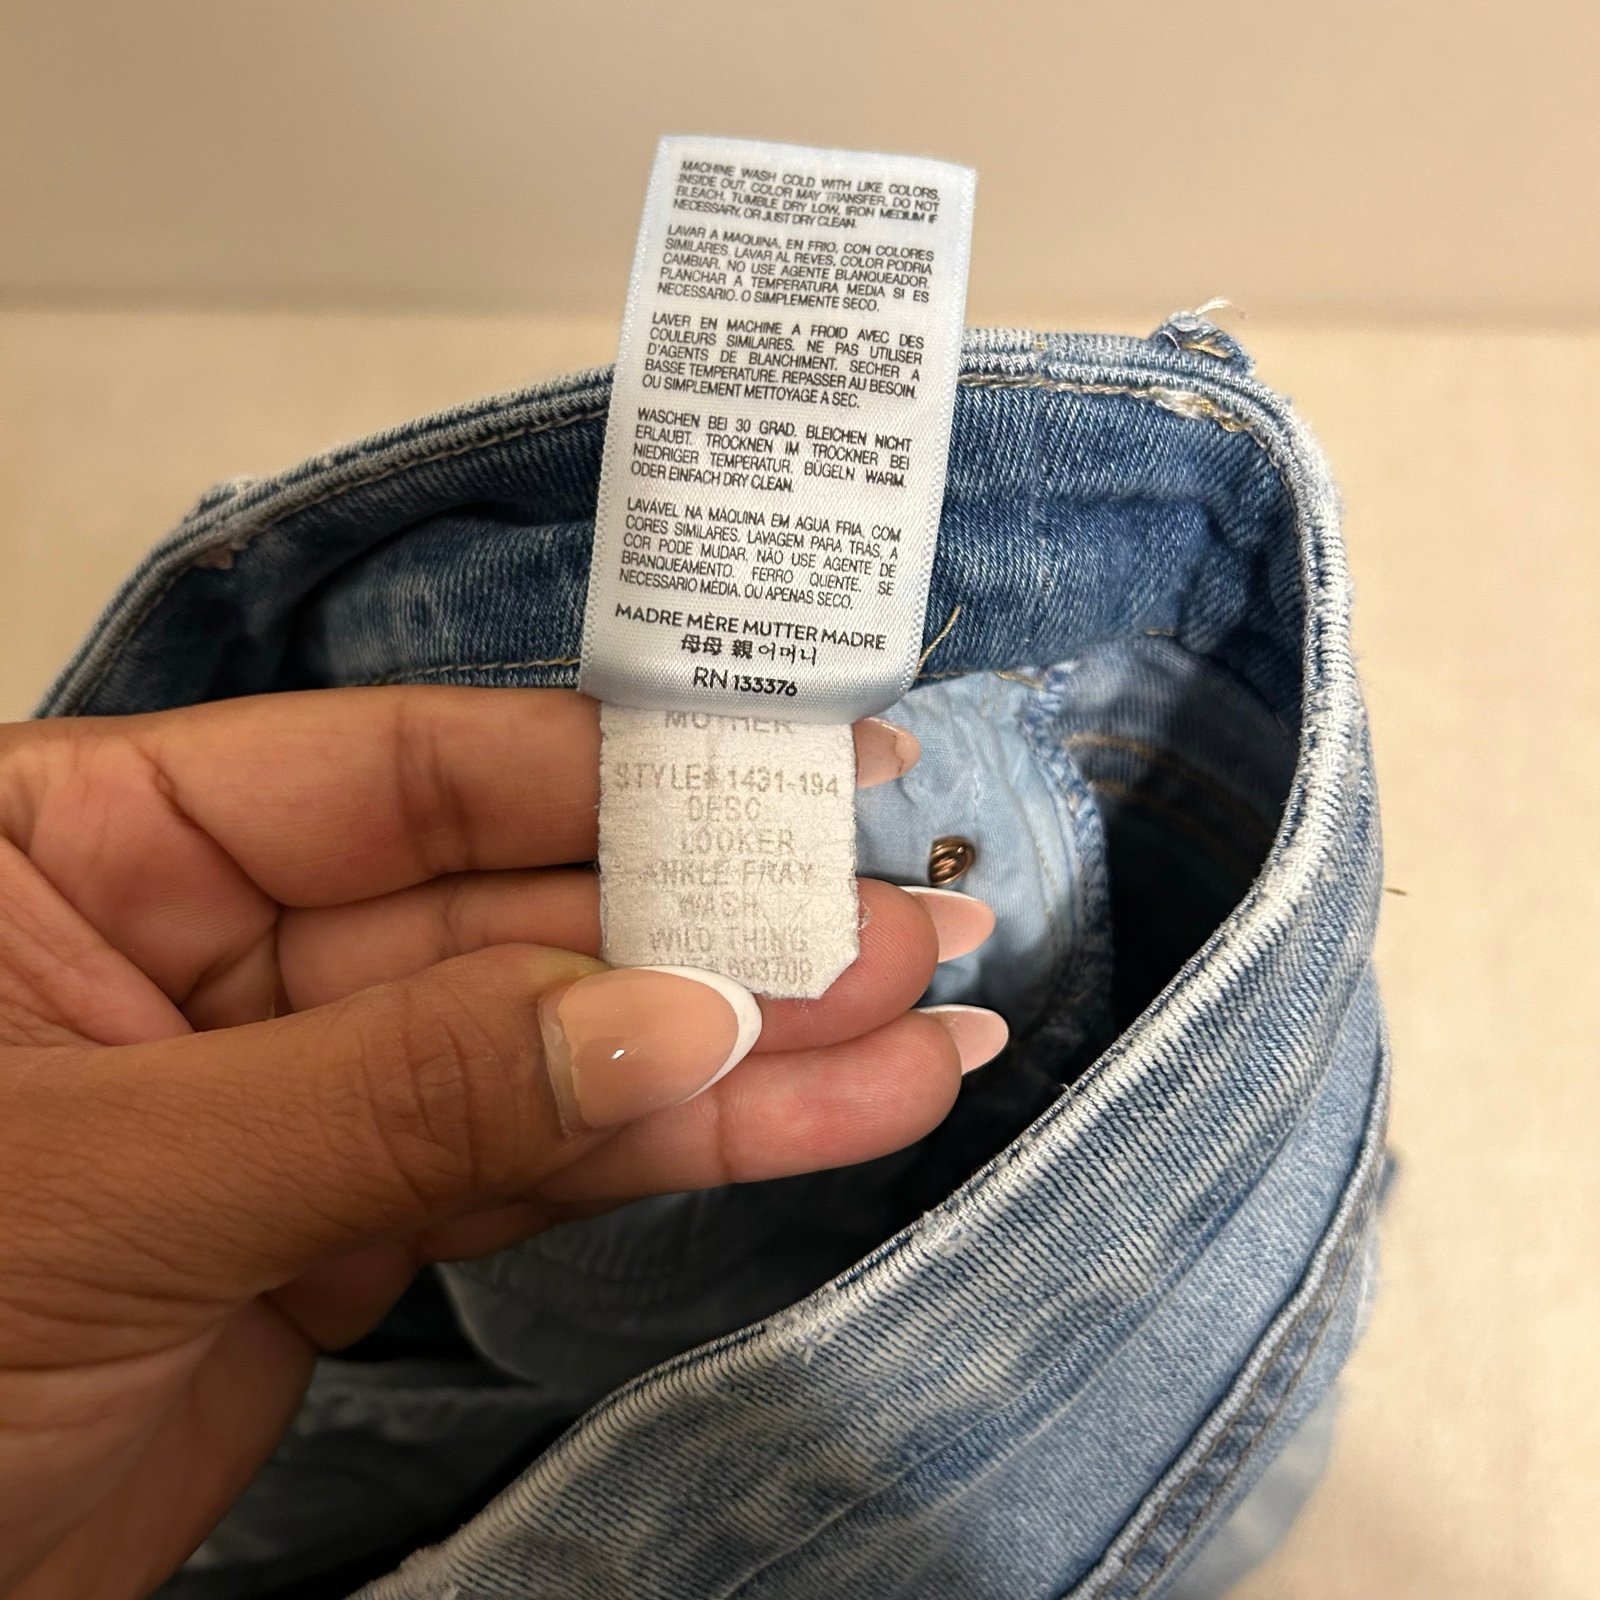 MACHINE WASH COLD WITH LIKE COLORS,
INSIDE OUT, COLOR MAY TRANSFER, DO NOT
BLEACH, TUMBLE DRY LOW, IRON MEDIUM IF
NECESSARY, OR JUST DRY CLEAN.
LAVAR A MAQUINA, EN FRIO, CON COLORES
SIMILARES, LAVAR AL REVES, COLOR PODRIA
CAMBIAR, NO USE AGENTE BLANQUEADOR.
PLANCHAR A TEMPERATURA MEDIA SI ES
NECESSARIO. O SIMPLEMENTE SECO.
LAVER EN MACHINE A FROID AVEC DES
COULEURS SIMILAIRES. NE PAS UTILISER
D'AGENTS DE BLANCHIMENT. SECHER A
BASSE TEMPERATURE. REPASSER AU BESOIN,
OU SIMPLEMENT METTOYAGE A SEC.
WASCHEN BEI 30 GRAD, BLEICHEN NICHT
ERLAUBT. TROCKNEN IM TROCKNER BEI
NIEDRIGER TEMPERATUR. BÜGELN WARM,
ODER EINFACH DRY CLEAN.
LAVÁVEL NA MÁQUINA EM AGUA FRIA, COM
CORES SIMILARES. LAVAGEM PARA TRÁS, A
COR PODE MUDAR, NÃO USE AGENTE DE
BRANQUEAMENTO. FERRO QUENTE, SE
NECESSARIO MÉDIA. OU APENAS SECO.
MADRE MÈRE MUTTER MADRE
母母 親 어머니
RN 133376
MOTHER
STYLE# 1431-194
DESC
LOOKER
ANKLE FRAY
WASH
WILD THING
693709